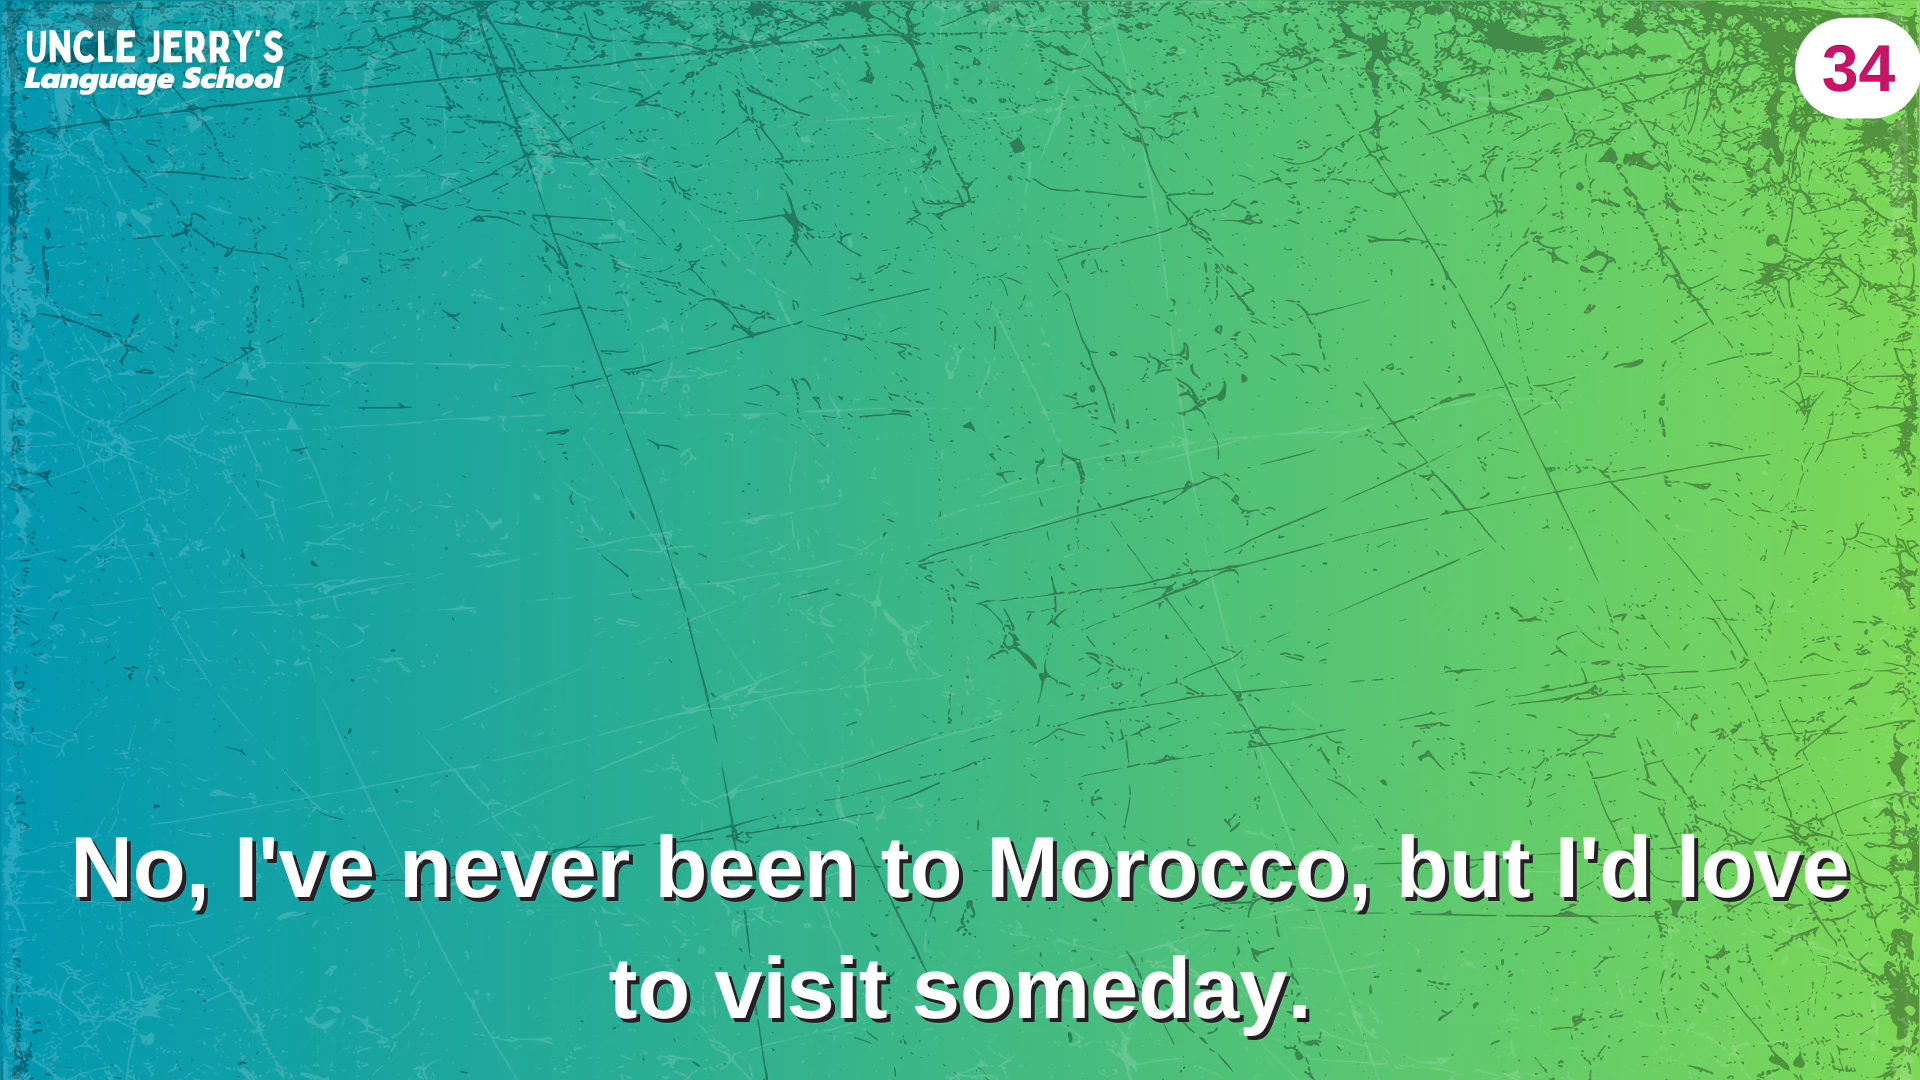 UNCLE JERRY'S
Language School
34
No, I've never been to Morocco, but I'd love
to visit someday.